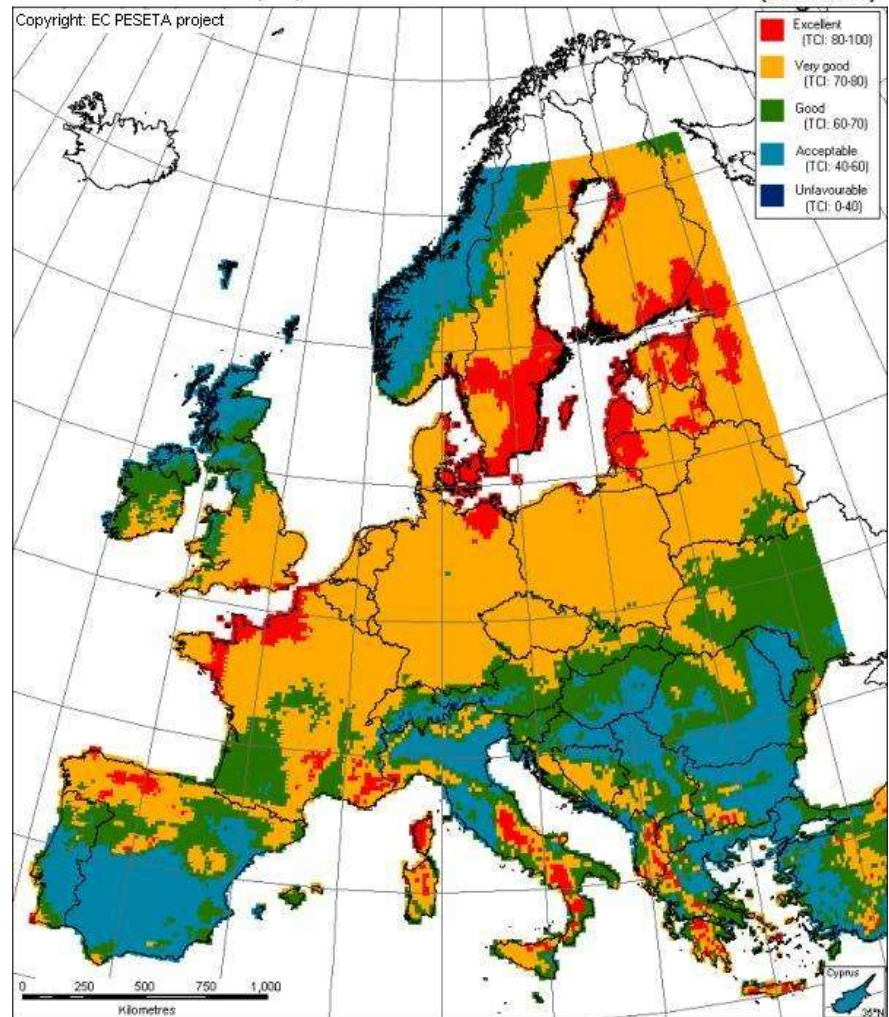 Copyright: EC PESETA project
Excellent
(TCI: 80-100)
Very good
(TCI: 70-80)
Good
(TCI: 60-70)
Acceptable
(TCI: 40-60)
Unfavourable
(TCI: 0-40)
0 250 500 750 1,000
Kilometres
Cyprus
35°N